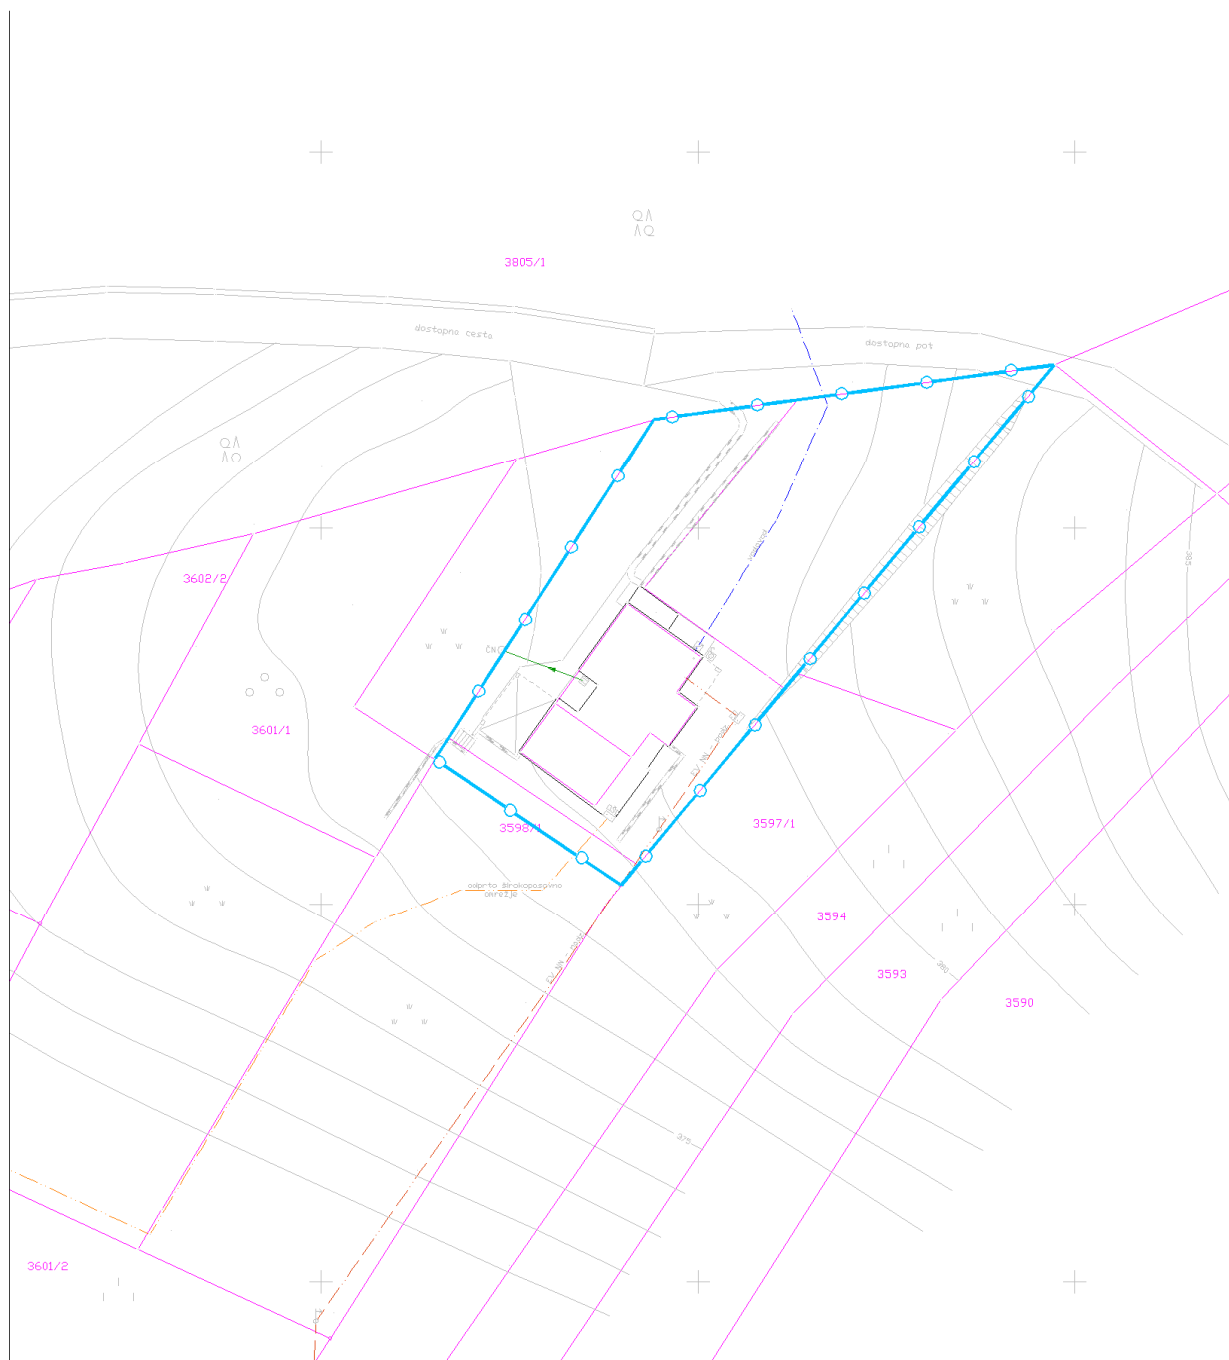 3805/1
dostopna cesta
dostopna pot
385
3602/2
ČN
3601/1
3598/1
3597/1
odprto širokopasovno
omrežje
3594
380
3593
3590
375
3601/2